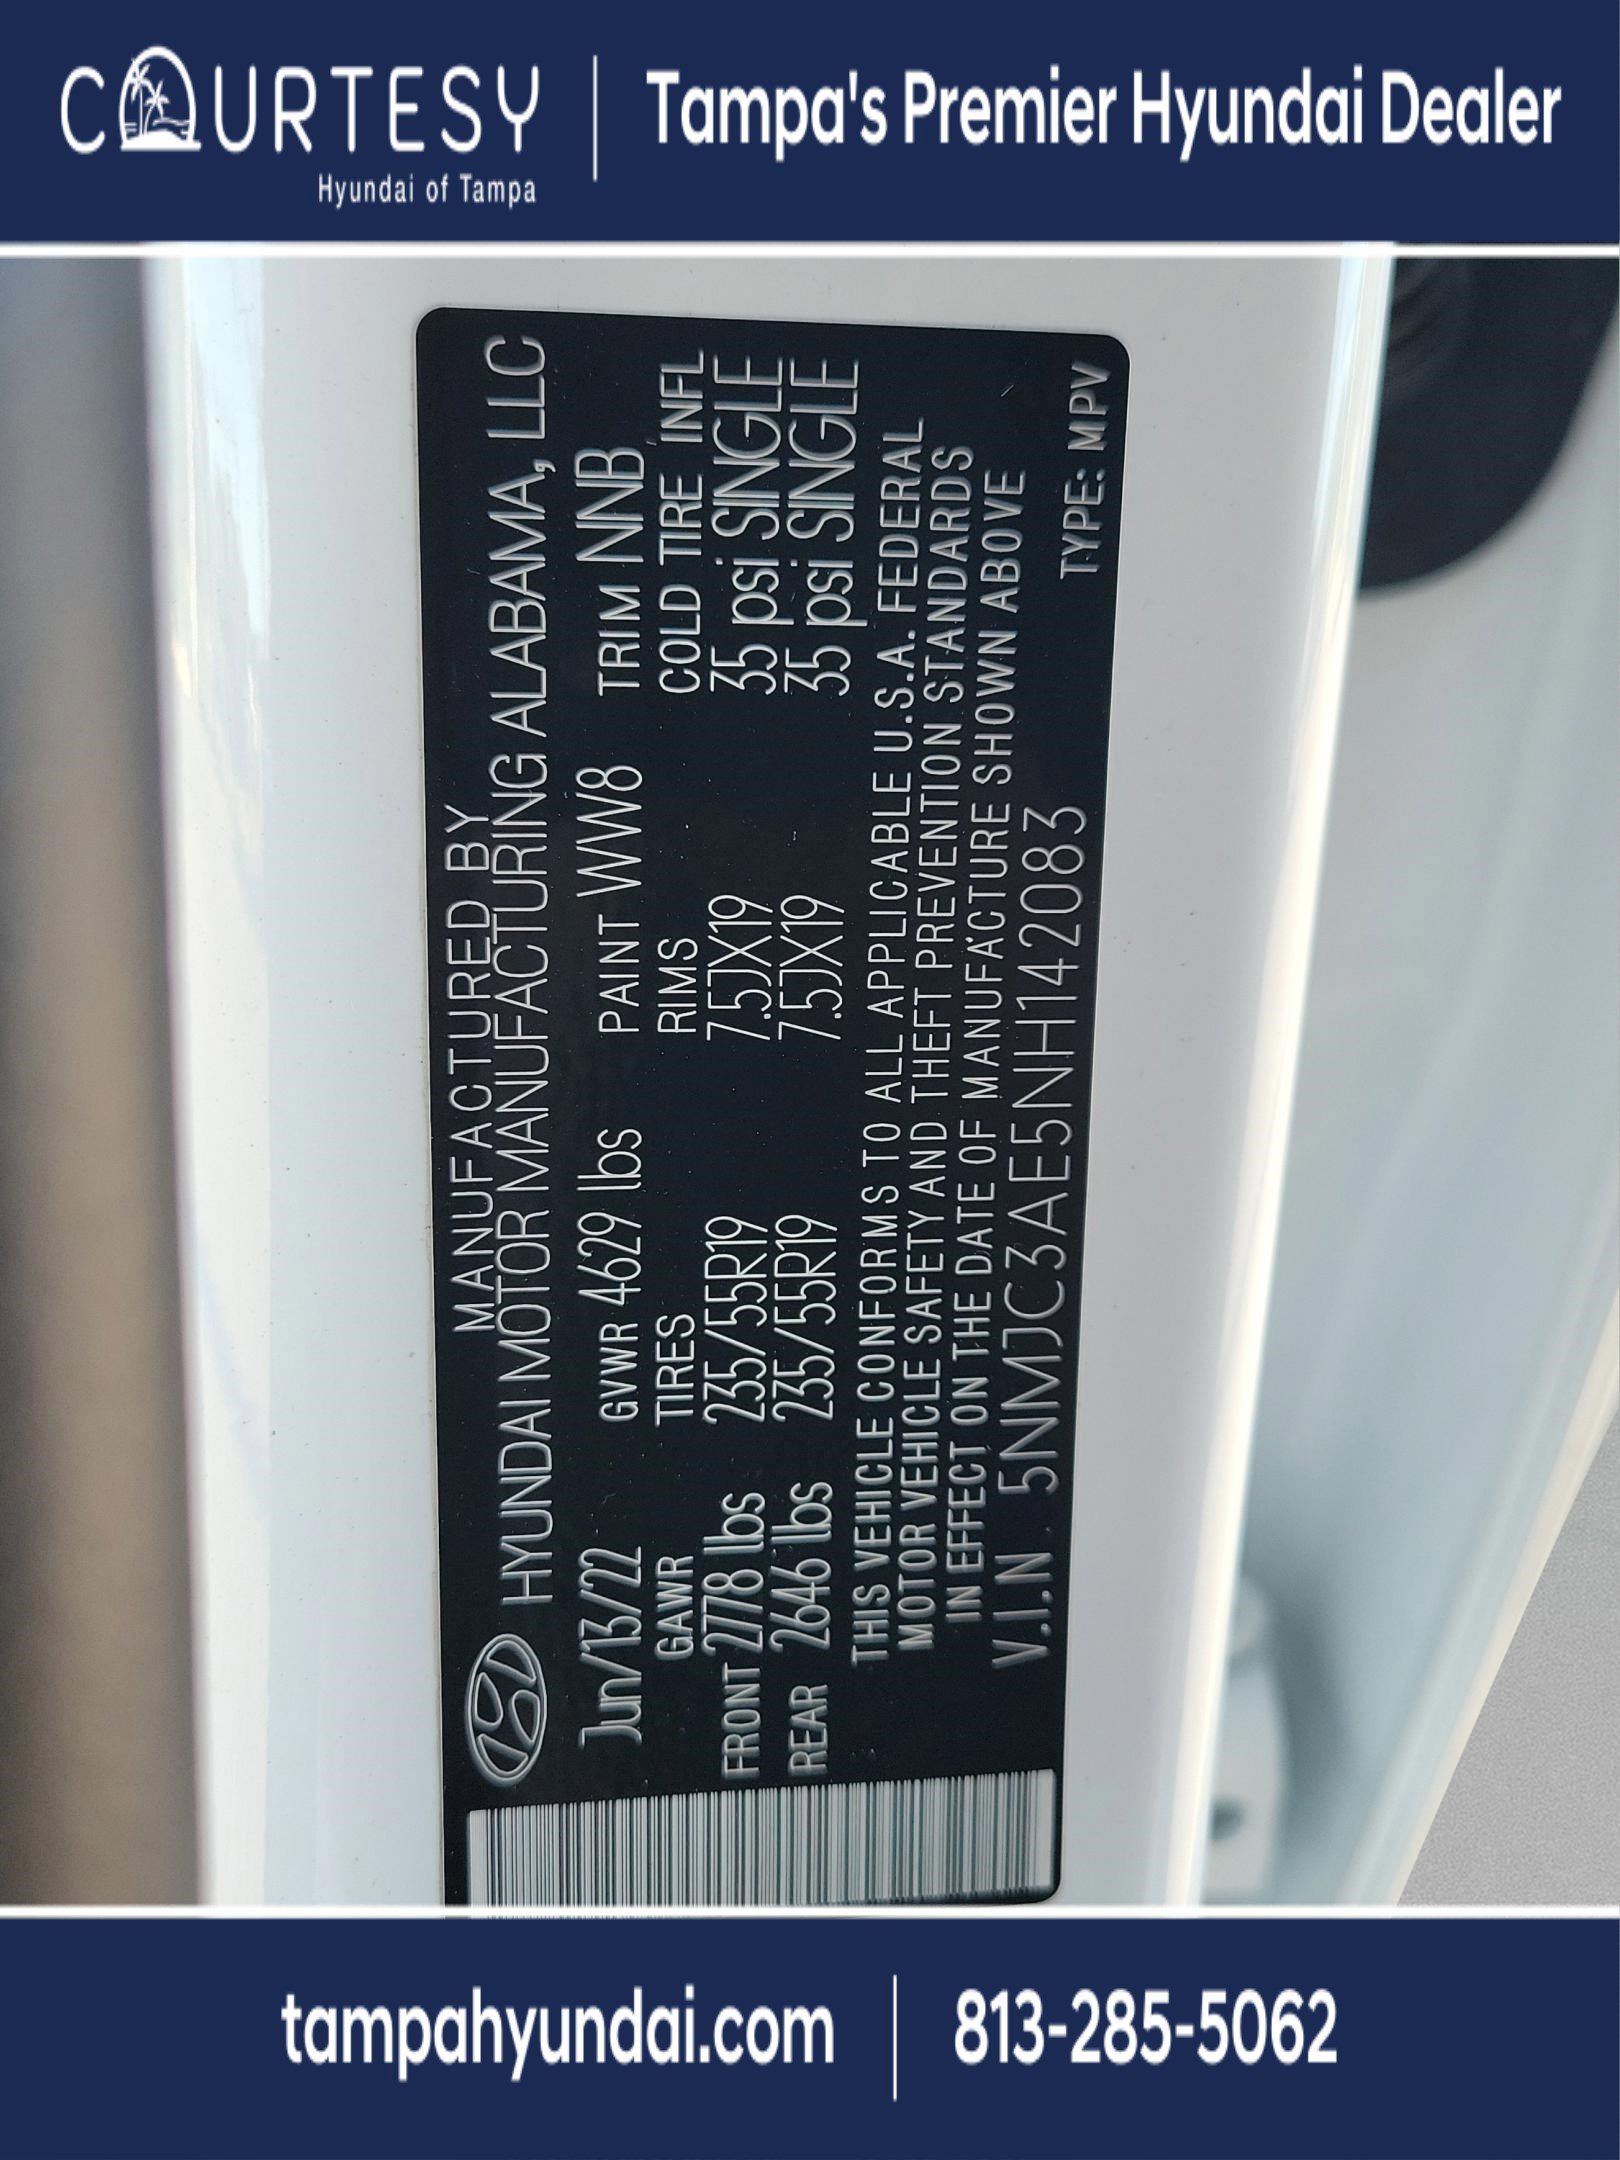 COURTESY
Hyundai of Tampa
Tampa's Premier Hyundai Dealer
MANUFACTURED BY
HYUNDAI MOTOR MANUFACTURING ALABAMA, LLC
Jun/13/22 GVWR 4629 lbs PAINT WW8 TRIM NNB
GAWR TIRES RIMS COLD TIRE INFL
FRONT 2778 lbs 235/55R19 7.5JX19 35 psi SINGLE
REAR 2646 lbs 235/55R19 7.5JX19 35 psi SINGLE
THIS VEHICLE CONFORMS TO ALL APPLICABLE U.S.A. FEDERAL
MOTOR VEHICLE SAFETY AND THEFT PREVENTION STANDARDS
IN EFFECT ON THE DATE OF MANUFACTURE SHOWN ABOVE
V.I.N 5NMJC3AE5NH142083 TYPE: MPV
tampahyundai.com
813-285-5062